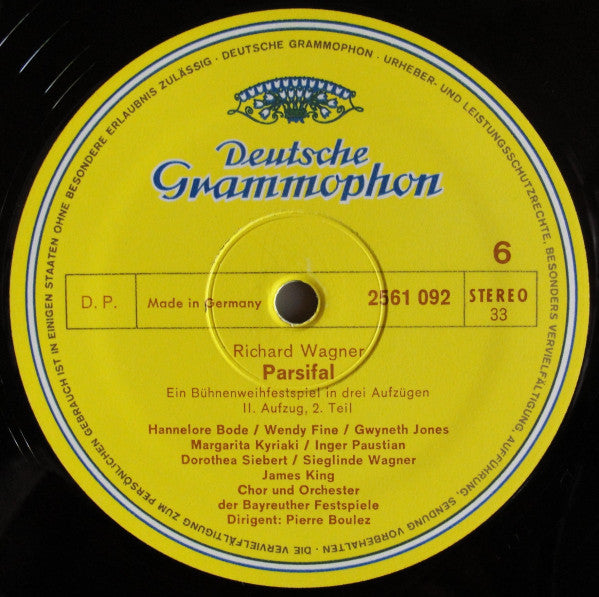 DEUTSCHE GRAMMOPHON · URHEBER- UND LEISTUNGSSCHUTZRECHTE, BESONDERS VERVIELFÄLTIGUNG, AUFFÜHRUNG, SENDUNG VORBEHALTEN · DIE VERVIELFÄLTIGUNG ZUM PERSÖNLICHEN GEBRAUCH IST IN EINIGEN STAATEN OHNE BESONDERE ERLAUBNIS ZULÄSSIG ·
Deutsche
Grammophon
6
D. P. Made in Germany 2561 092 STEREO
33
Richard Wagner
Parsifal
Ein Bühnenweihfestspiel in drei Aufzügen
II. Aufzug, 2. Teil
Hannelore Bode / Wendy Fine / Gwyneth Jones
Margarita Kyriaki / Inger Paustian
Dorothea Siebert / Sieglinde Wagner
James King
Chor und Orchester
der Bayreuther Festspiele
Dirigent: Pierre Boulez